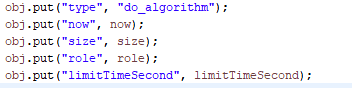 obj.put("type", "do_algorithm");
obj.put("now", now);
obj.put("size", size);
obj.put("role", role);
obj.put("limitTimeSecond", limitTimeSecond);